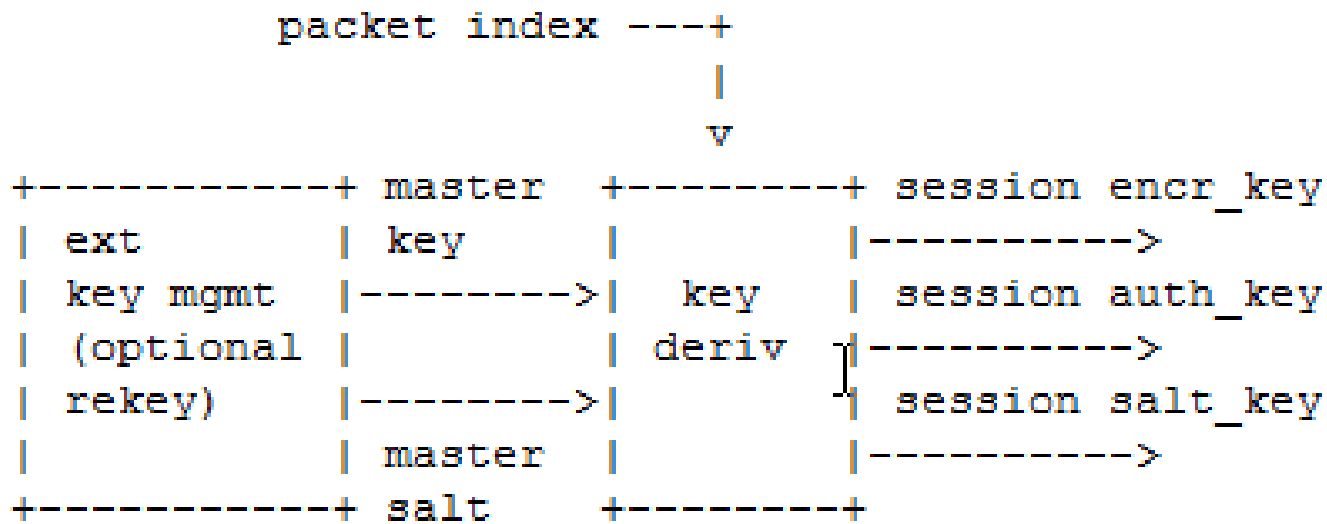 packet index ---+
|
v
+-----------+ master +--------+ session encr_key
| ext | key | |---------->
| key mgmt |-------->| key | session auth_key
| (optional | | deriv |---------->
| rekey) |-------->| | session salt_key
| | master | |---------->
+-----------+ salt +--------+